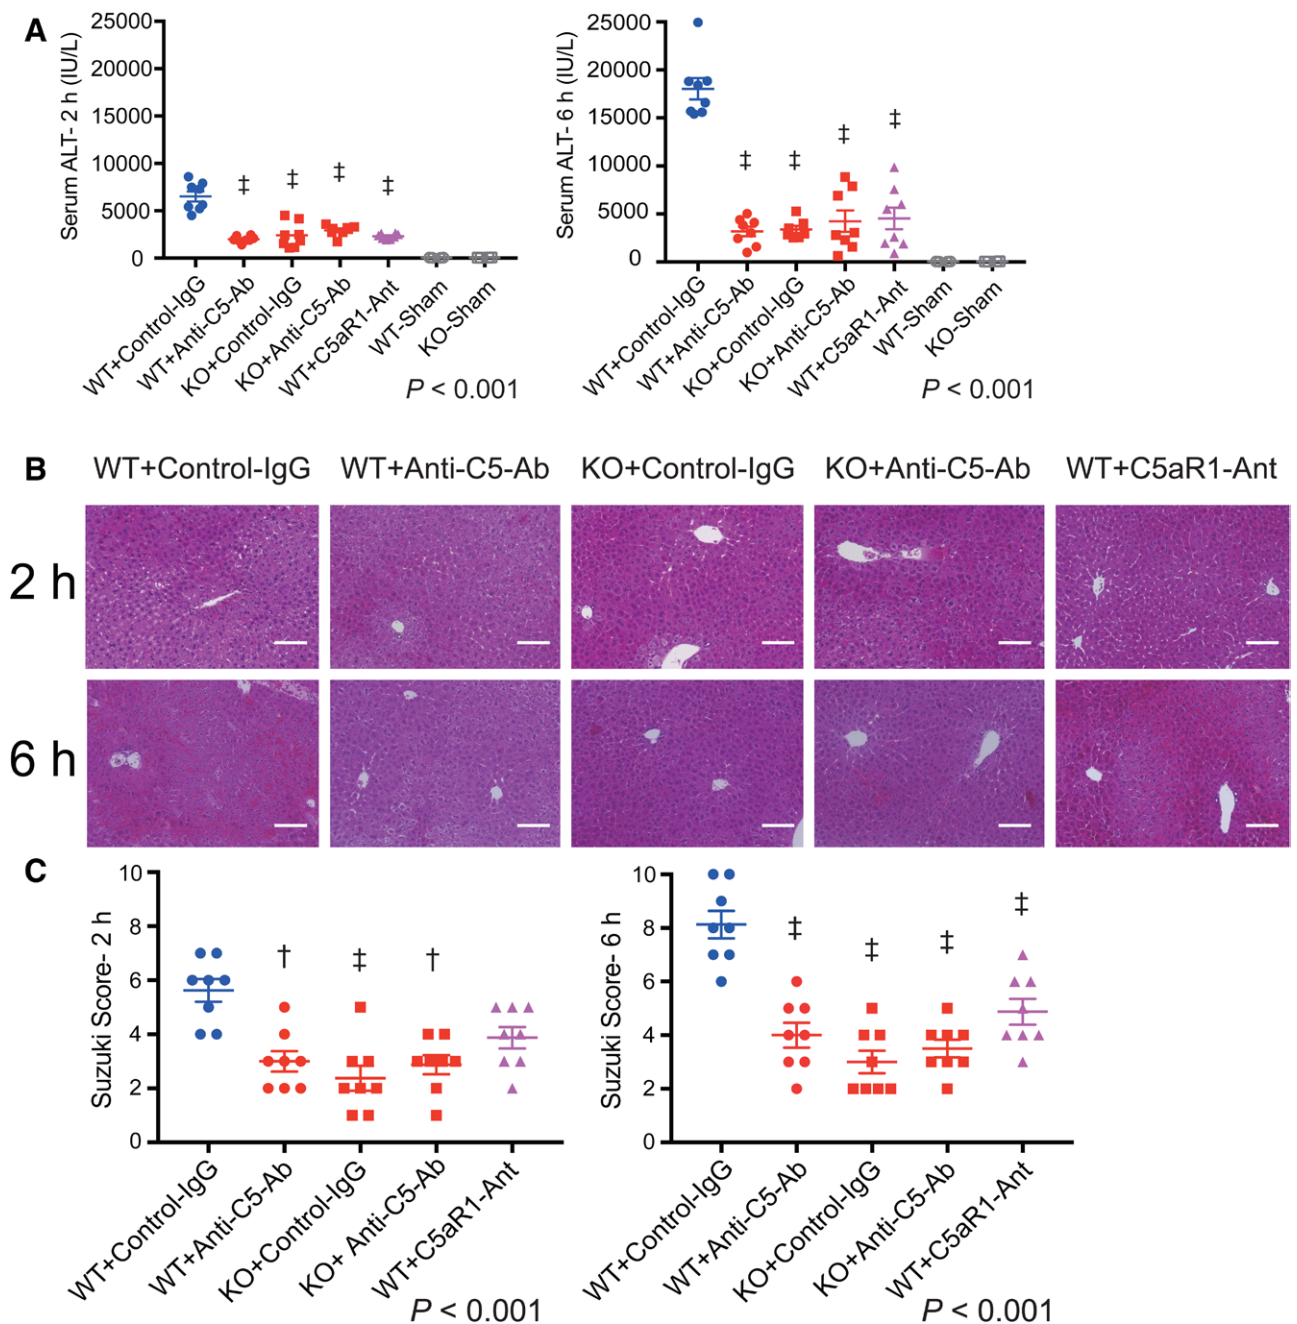 A
Serum ALT- 2 h (IU/L)
25000
20000
15000
10000
5000
0
‡ ‡ ‡ ‡
WT+Control-IgG
WT+Anti-C5-Ab
KO+Control-IgG
KO+Anti-C5-Ab
WT+C5aR1-Ant
WT-Sham
KO-Sham
P < 0.001
Serum ALT- 6 h (IU/L)
25000
20000
15000
10000
5000
0
‡ ‡ ‡ ‡
WT+Control-IgG
WT+Anti-C5-Ab
KO+Control-IgG
KO+Anti-C5-Ab
WT+C5aR1-Ant
WT-Sham
KO-Sham
P < 0.001
B
WT+Control-IgG WT+Anti-C5-Ab KO+Control-IgG KO+Anti-C5-Ab WT+C5aR1-Ant
2 h
6 h
C
Suzuki Score- 2 h
10
8
6
4
2
0
† ‡ †
WT+Control-IgG
WT+Anti-C5-Ab
KO+Control-IgG
KO+ Anti-C5-Ab
WT+C5aR1-Ant
P < 0.001
Suzuki Score- 6 h
10
8
6
4
2
0
‡ ‡ ‡ ‡
WT+Control-IgG
WT+Anti-C5-Ab
KO+Control-IgG
KO+Anti-C5-Ab
WT+C5aR1-Ant
P < 0.001